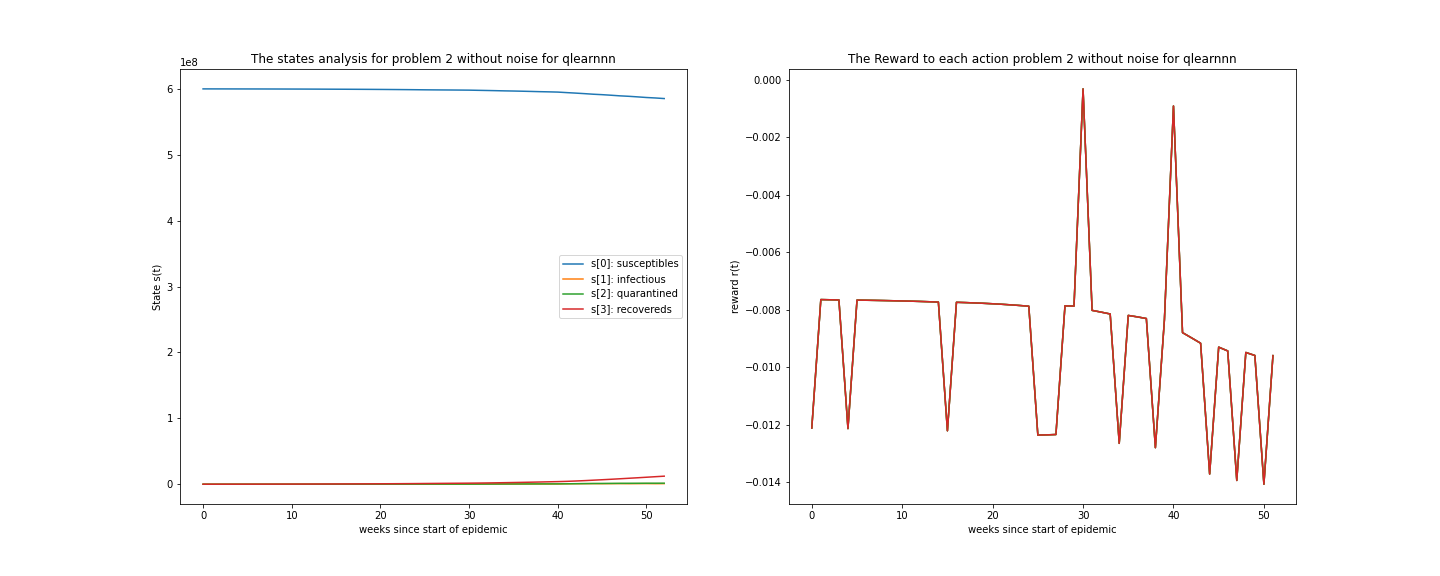 The states analysis for problem 2 without noise for qlearnnn
1e8
6
5
4
3
2
1
0
State s(t)
s[0]: susceptibles
s[1]: infectious
s[2]: quarantined
s[3]: recovereds
0 10 20 30 40 50
weeks since start of epidemic
The Reward to each action problem 2 without noise for qlearnnn
0.000
−0.002
−0.004
−0.006
−0.008
−0.010
−0.012
−0.014
reward r(t)
0 10 20 30 40 50
weeks since start of epidemic